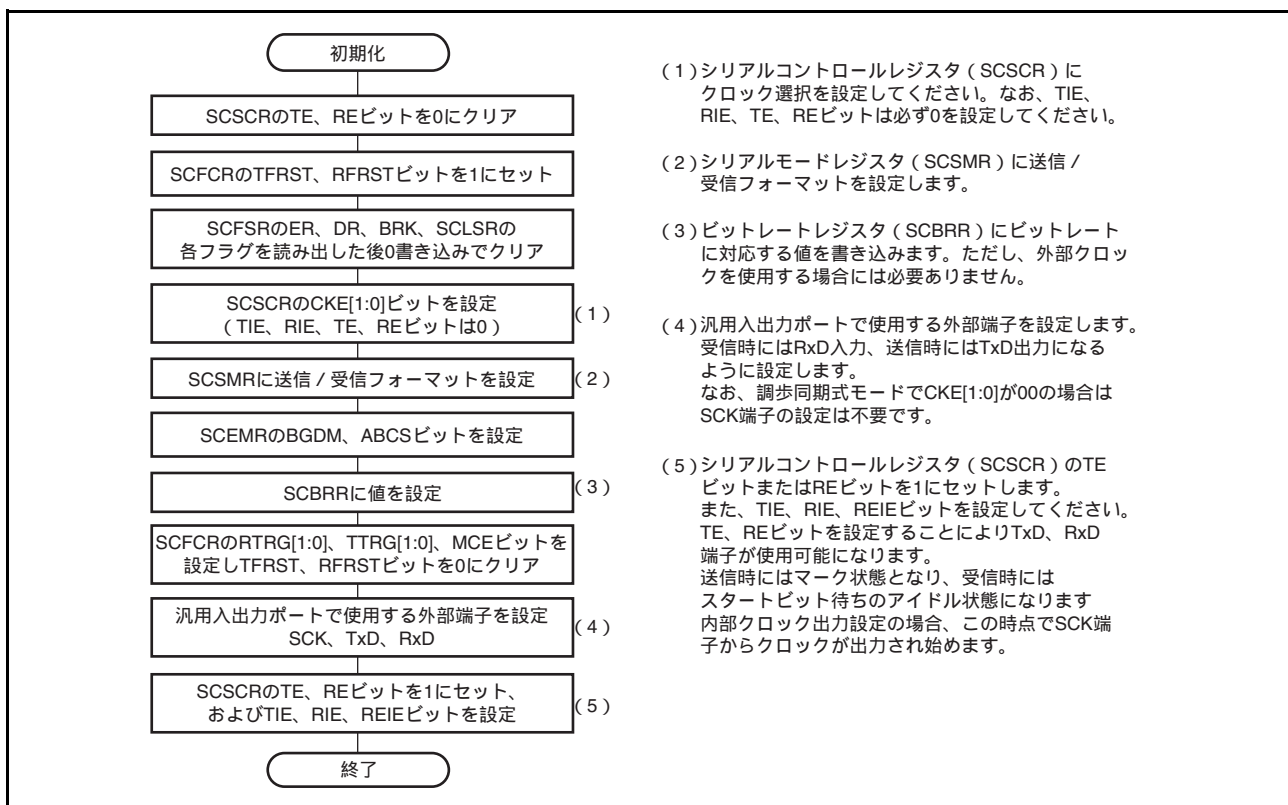 初期化
SCSCRのTE、REビットを0にクリア
SCFCRのTFRST、RFRSTビットを1にセット
SCFSRのER、DR、BRK、SCLSRの
各フラグを読み出した後0書き込みでクリア
SCSCRのCKE[1:0]ビットを設定
(TIE、RIE、TE、REビットは0)
(1)
SCSMRに送信/受信フォーマットを設定
(2)
SCEMRのBGDM、ABCSビットを設定
SCBRRに値を設定
(3)
SCFCRのRTRG[1:0]、TTRG[1:0]、MCEビットを
設定しTFRST、RFRSTビットを0にクリア
汎用入出力ポートで使用する外部端子を設定
SCK、TxD、RxD
(4)
SCSCRのTE、REビットを1にセット、
およびTIE、RIE、REIEビットを設定
(5)
終了
(1)シリアルコントロールレジスタ(SCSCR)に
クロック選択を設定してください。なお、TIE、
RIE、TE、REビットは必ず0を設定してください。
(2)シリアルモードレジスタ(SCSMR)に送信/
受信フォーマットを設定します。
(3)ビットレートレジスタ(SCBRR)にビットレート
に対応する値を書き込みます。ただし、外部クロッ
クを使用する場合には必要ありません。
(4)汎用入出力ポートで使用する外部端子を設定します。
受信時にはRxD入力、送信時にはTxD出力になる
ように設定します。
なお、調歩同期式モードでCKE[1:0]が00の場合は
SCK端子の設定は不要です。
(5)シリアルコントロールレジスタ(SCSCR)のTE
ビットまたはREビットを1にセットします。
また、TIE、RIE、REIEビットを設定してください。
TE、REビットを設定することによりTxD、RxD
端子が使用可能になります。
送信時にはマーク状態となり、受信時には
スタートビット待ちのアイドル状態になります
内部クロック出力設定の場合、この時点でSCK端
子からクロックが出力され始めます。